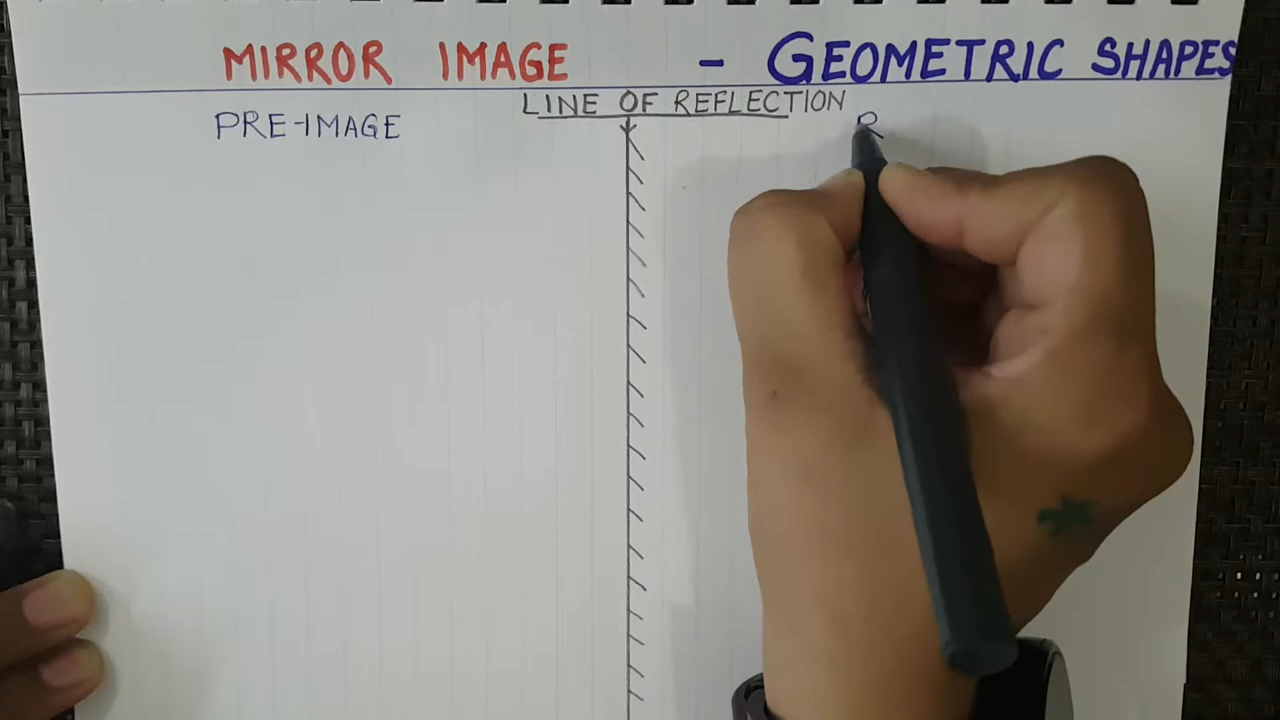 MIRROR IMAGE - GEOMETRIC SHAPES
LINE OF REFLECTION
PRE-IMAGE
R